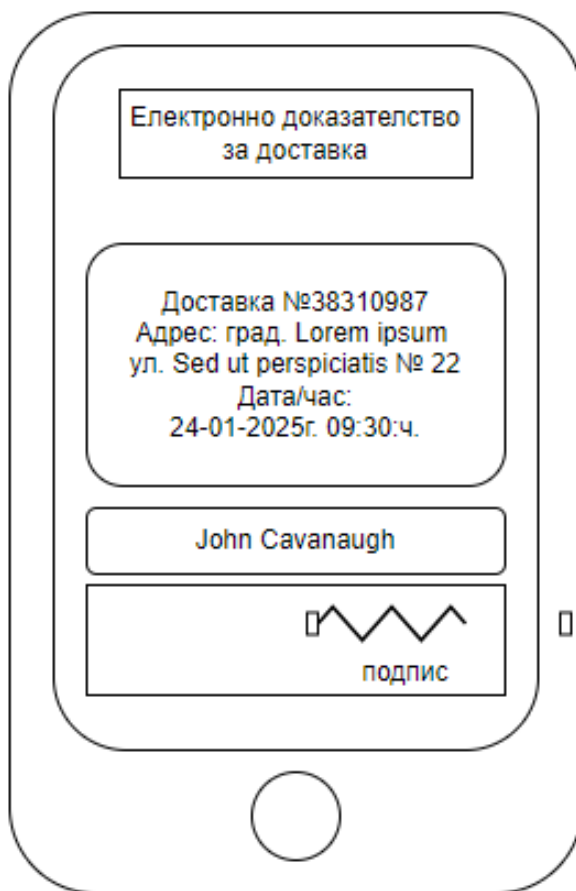 Електронно доказателство
за доставка
Доставка №38310987
Адрес: град. Lorem ipsum
ул. Sed ut perspiciatis № 22
Дата/час:
24-01-2025г. 09:30:ч.
John Cavanaugh
подпис